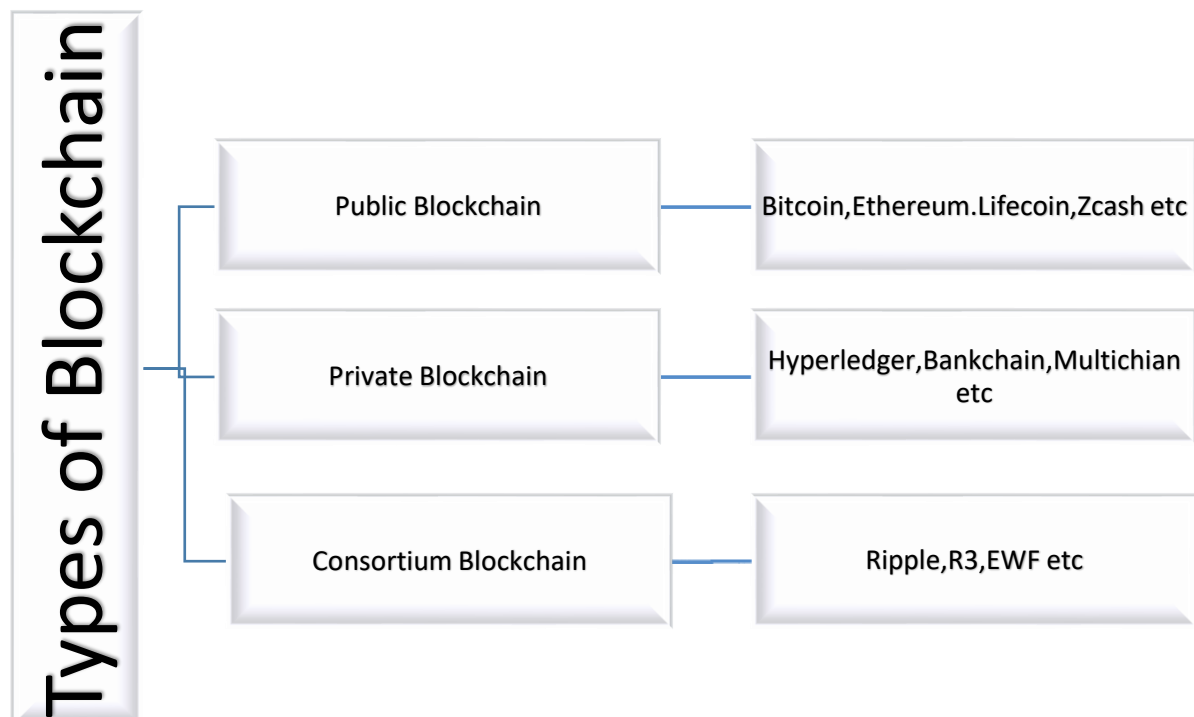 Types of Blockchain
Public Blockchain
Bitcoin,Ethereum.Lifecoin,Zcash etc
Private Blockchain
Hyperledger,Bankchain,Multichian
etc
Consortium Blockchain
Ripple,R3,EWF etc